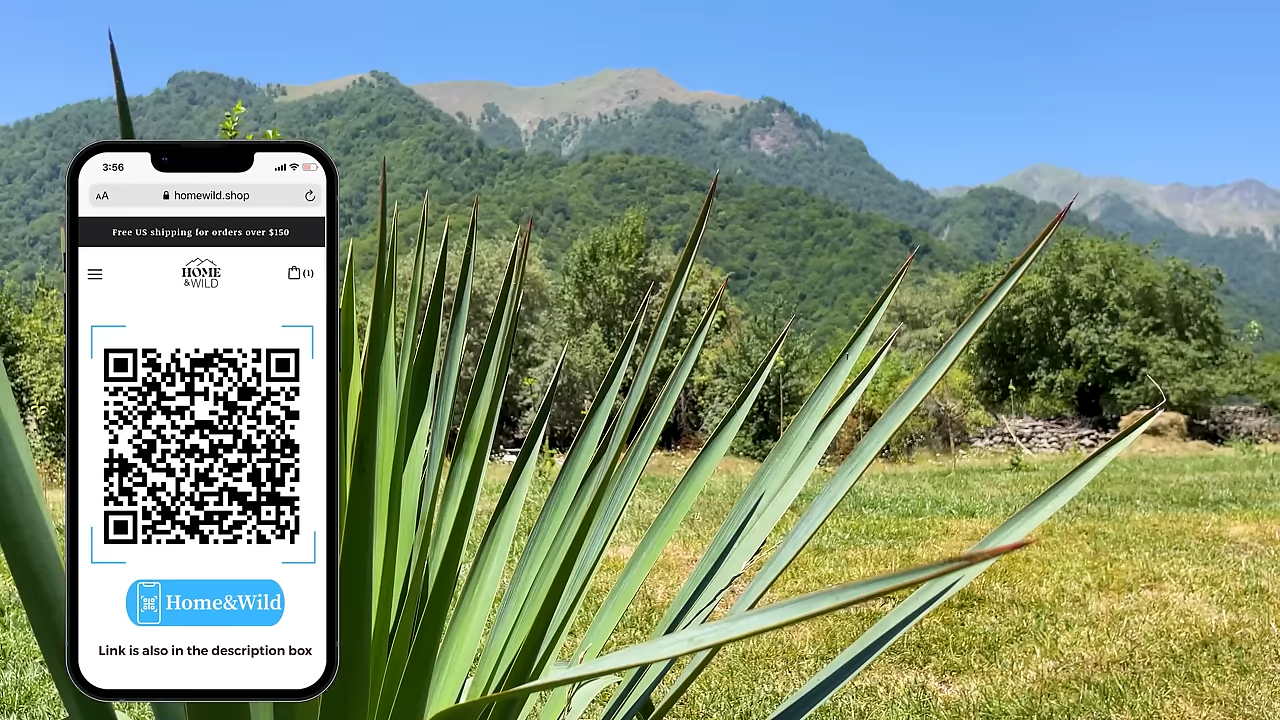 3:56
AA
homewild.shop
Free US shipping for orders over $150
HOME
&WILD
(1)
Home&Wild
Link is also in the description box